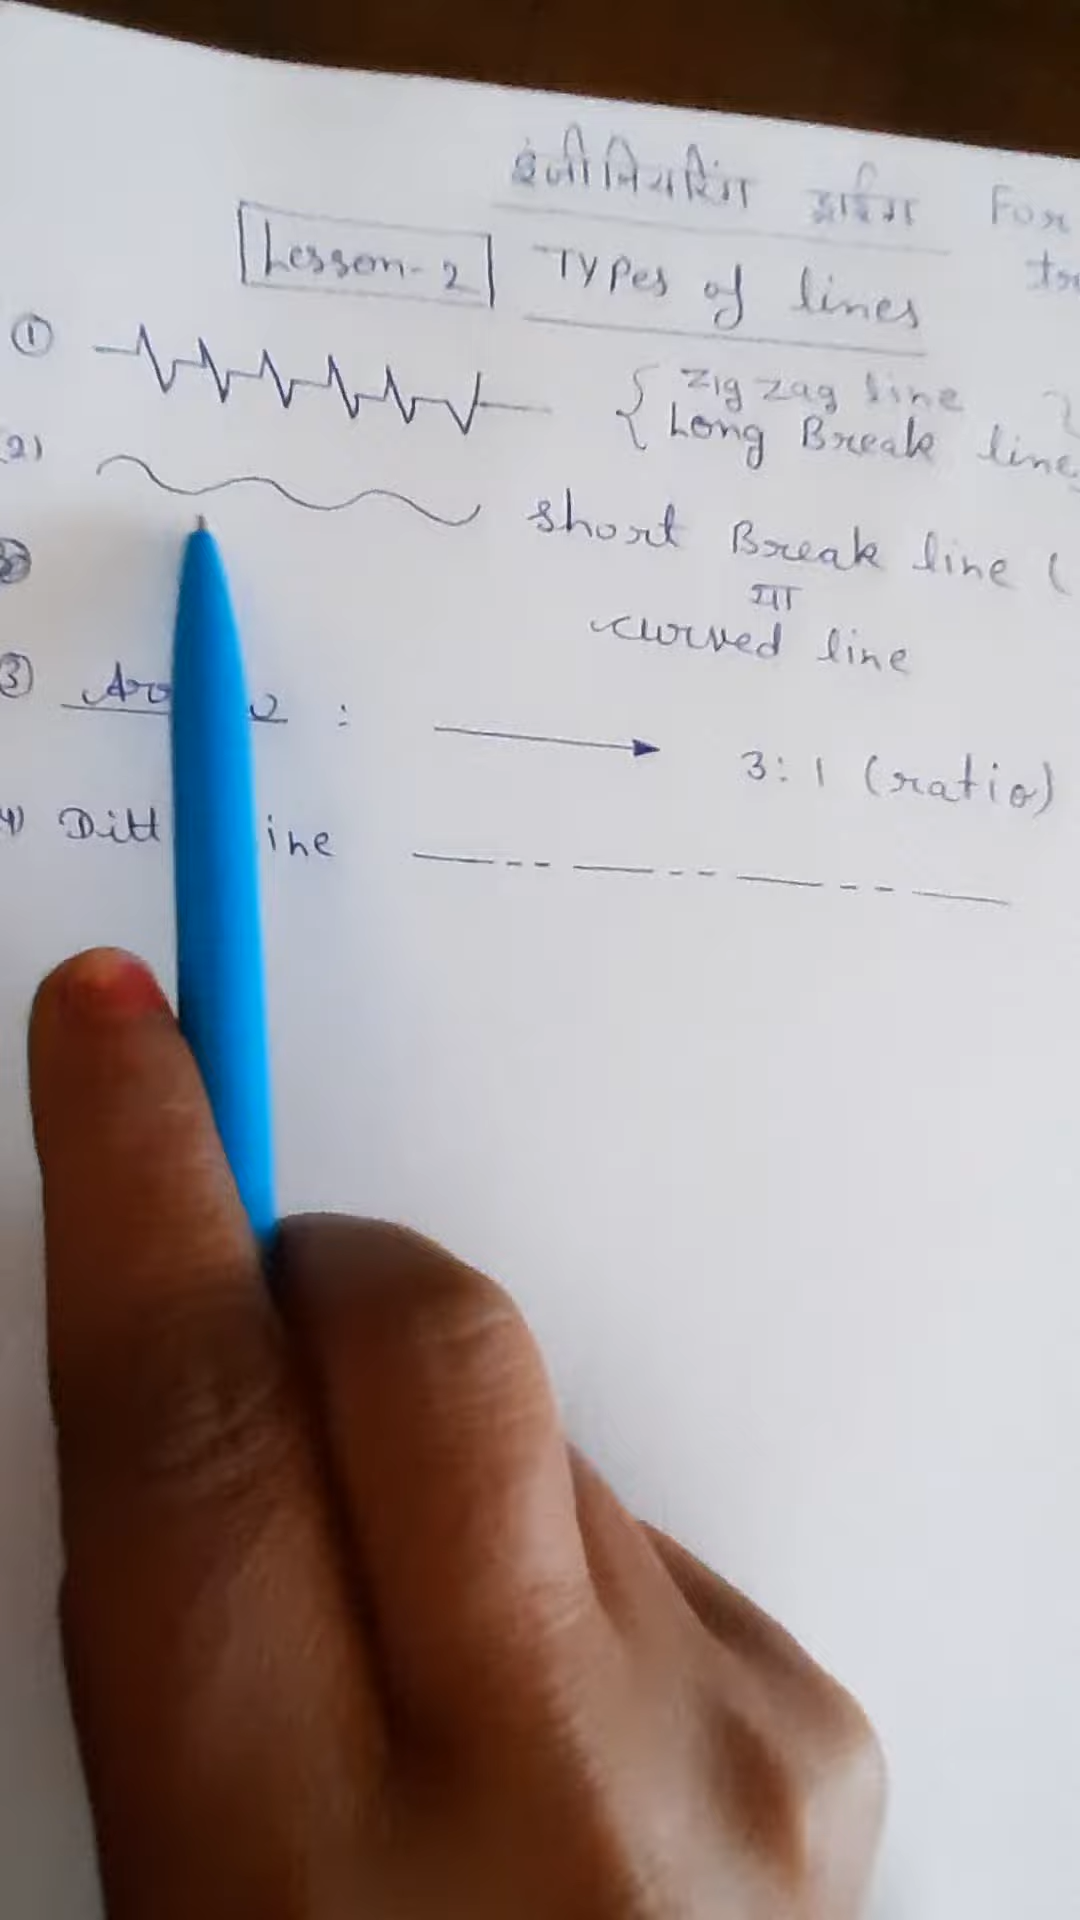 इंजीनियरिंग ड्राईंग For
Lesson-2 Types of lines
① { Zig zag line
{ Long Break line
(2) Short Break line (
या
curved line
③ : 3:1 (ratio)
4) Ditt ine